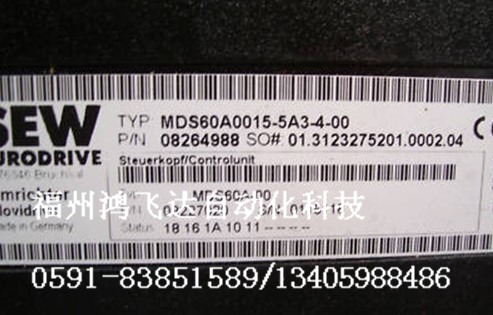 SEW
EURODRIVE
TYP MDS60A0015-5A3-4-00
P/N 08264988 SO# 01.3123275201.0002.04
76646 Bruchsal
Steuerkopf/Controlunit
MDS60A-00
Made in Germany
Status 18 16 1A 10 11 -- -- -- --
福州鸿飞达自动化科技
0591-83851589/13405988486